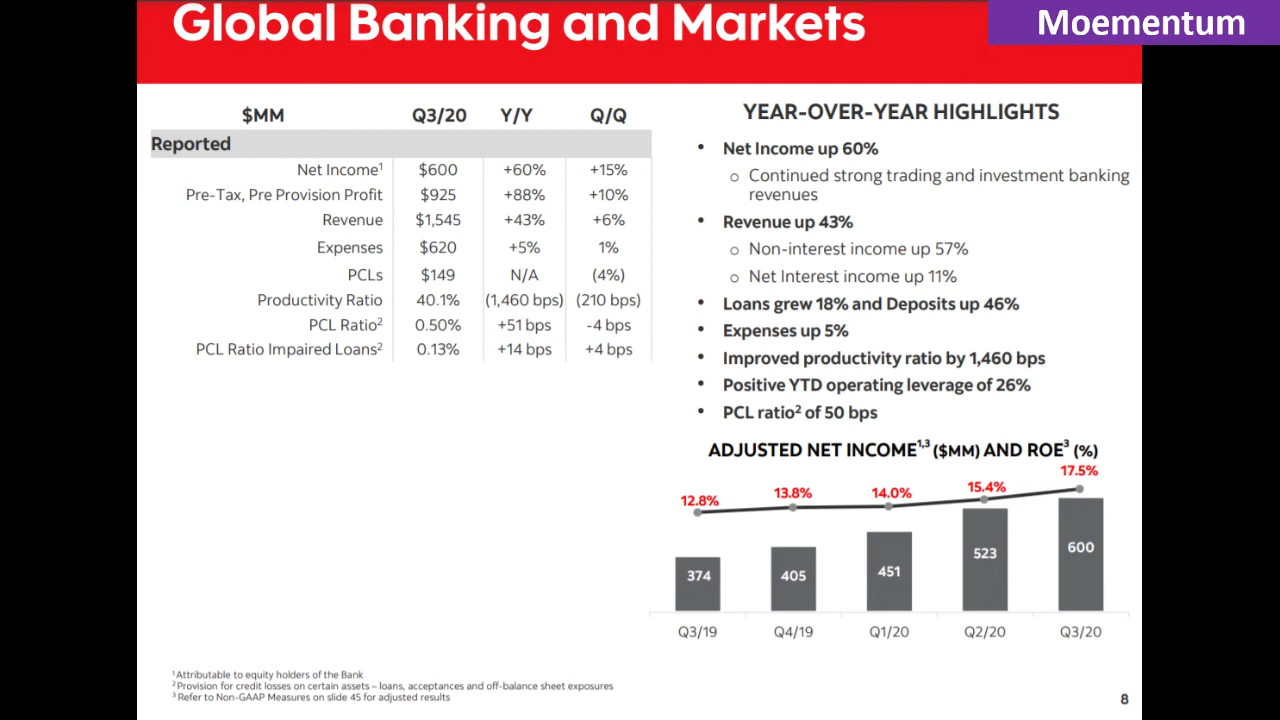 Global Banking and Markets
Moementum
$MM Q3/20 Y/Y Q/Q
Reported
Net Income¹ $600 +60% +15%
Pre-Tax, Pre Provision Profit $925 +88% +10%
Revenue $1,545 +43% +6%
Expenses $620 +5% 1%
PCLs $149 N/A (4%)
Productivity Ratio 40.1% (1,460 bps) (210 bps)
PCL Ratio² 0.50% +51 bps -4 bps
PCL Ratio Impaired Loans² 0.13% +14 bps +4 bps
YEAR-OVER-YEAR HIGHLIGHTS
• Net Income up 60%
o Continued strong trading and investment banking
revenues
• Revenue up 43%
o Non-interest income up 57%
o Net Interest income up 11%
• Loans grew 18% and Deposits up 46%
• Expenses up 5%
• Improved productivity ratio by 1,460 bps
• Positive YTD operating leverage of 26%
• PCL ratio² of 50 bps
ADJUSTED NET INCOME¹,³ ($MM) AND ROE³ (%)
12.8% 13.8% 14.0% 15.4% 17.5%
374 405 451 523 600
Q3/19 Q4/19 Q1/20 Q2/20 Q3/20
¹ Attributable to equity holders of the Bank
² Provision for credit losses on certain assets – loans, acceptances and off-balance sheet exposures
³ Refer to Non-GAAP Measures on slide 45 for adjusted results
8